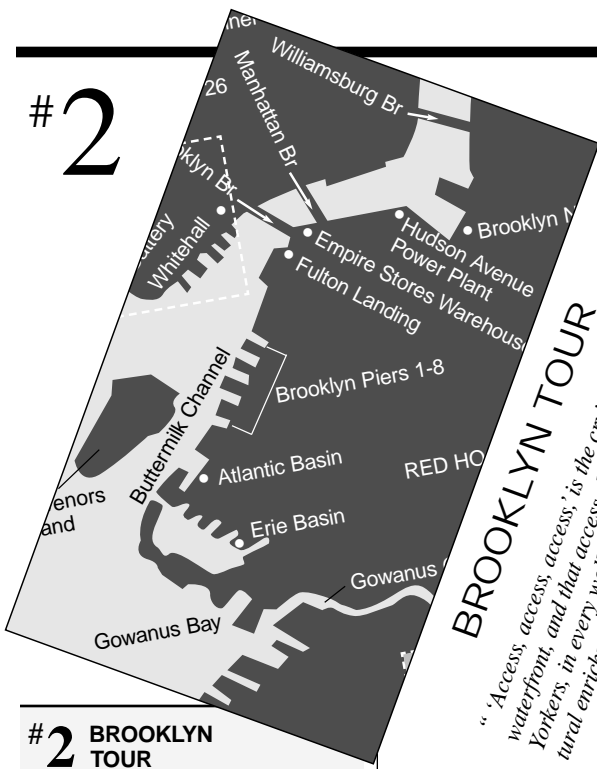 #2
Williamsburg Br
Manhattan Br
26
Whitehall
Hudson Avenue
Power Plant
Brooklyn
Empire Stores
Fulton Landing
Brooklyn Piers 1-8
Buttermilk Channel
Atlantic Basin
RED
Erie Basin
Gowanus
Gowanus Bay
BROOKLYN TOUR
“ ‘Access, access, access,’ is the
waterfront, and that access
Yorkers, in every
#2 BROOKLYN
TOUR